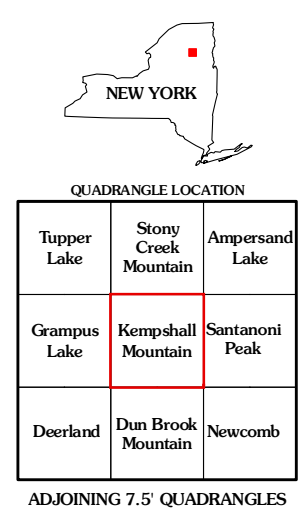 NEW YORK
QUADRANGLE LOCATION
Tupper
Lake
Stony
Creek
Mountain
Ampersand
Lake
Grampus
Lake
Kempshall
Mountain
Santanoni
Peak
Deerland
Dun Brook
Mountain
Newcomb
ADJOINING 7.5' QUADRANGLES